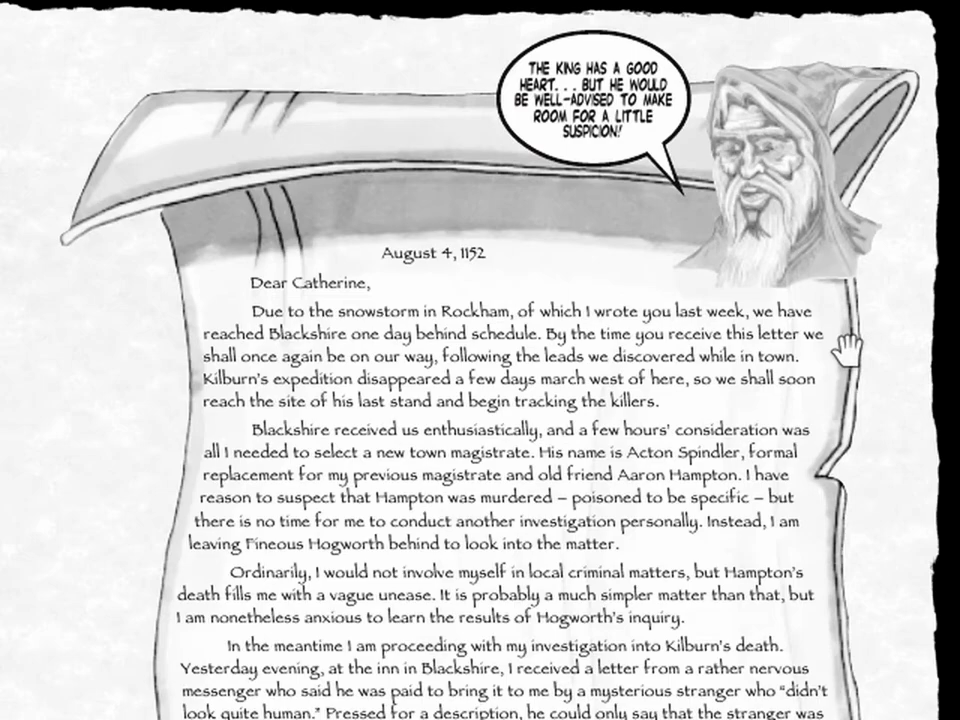 THE KING HAS A GOOD
HEART. . . BUT HE WOULD
BE WELL-ADVISED TO MAKE
ROOM FOR A LITTLE
SUSPICION!
August 4, 1152
Dear Catherine,
Due to the snowstorm in Rockham, of which I wrote you last week, we have
reached Blackshire one day behind schedule. By the time you receive this letter we
shall once again be on our way, following the leads we discovered while in town.
Kilburn's expedition disappeared a few days march west of here, so we shall soon
reach the site of his last stand and begin tracking the killers.
Blackshire received us enthusiastically, and a few hours' consideration was
all I needed to select a new town magistrate. His name is Acton Spindler, formal
replacement for my previous magistrate and old friend Aaron Hampton. I have
reason to suspect that Hampton was murdered – poisoned to be specific – but
there is no time for me to conduct another investigation personally. Instead, I am
leaving Fineous Hogworth behind to look into the matter.
Ordinarily, I would not involve myself in local criminal matters, but Hampton's
death fills me with a vague unease. It is probably a much simpler matter than that, but
I am nonetheless anxious to learn the results of Hogworth's inquiry.
In the meantime I am proceeding with my investigation into Kilburn's death.
Yesterday evening, at the inn in Blackshire, I received a letter from a rather nervous
messenger who said he was paid to bring it to me by a mysterious stranger who "didn't
look quite human." Pressed for a description, he could only say that the stranger was